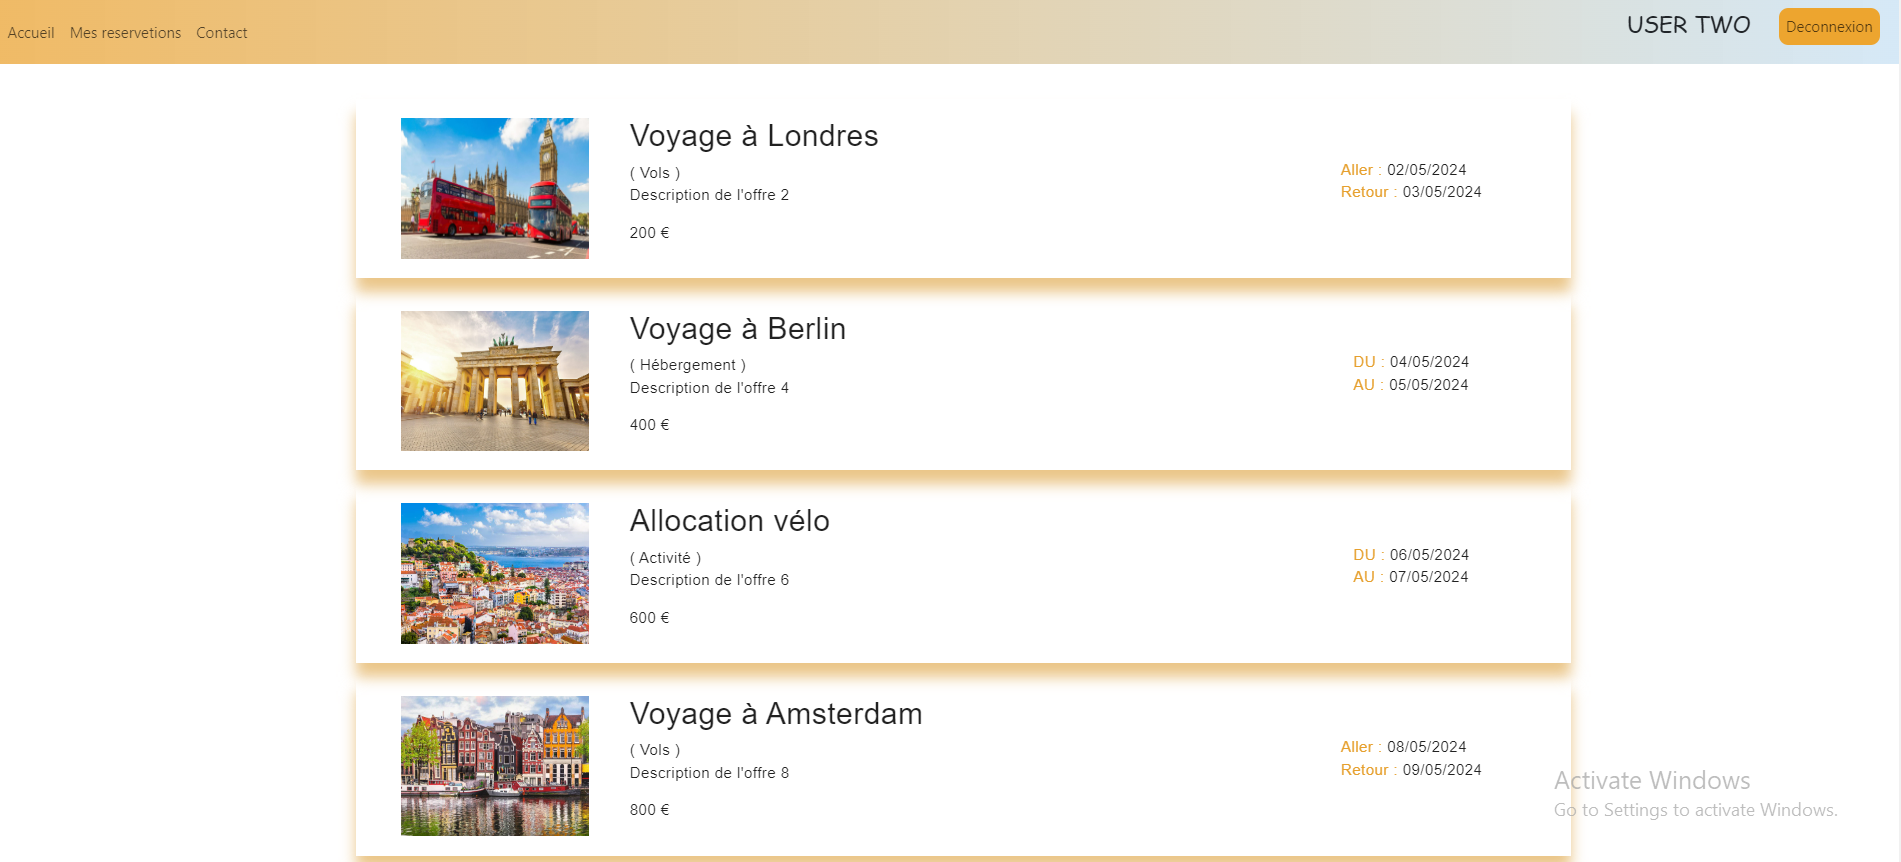 Accueil Mes reservetions Contact USER TWO Deconnexion
Voyage à Londres
( Vols )
Description de l'offre 2
200 €
Aller : 02/05/2024
Retour : 03/05/2024
Voyage à Berlin
( Hébergement )
Description de l'offre 4
400 €
DU : 04/05/2024
AU : 05/05/2024
Allocation vélo
( Activité )
Description de l'offre 6
600 €
DU : 06/05/2024
AU : 07/05/2024
Voyage à Amsterdam
( Vols )
Description de l'offre 8
800 €
Aller : 08/05/2024
Retour : 09/05/2024
Activate Windows
Go to Settings to activate Windows.